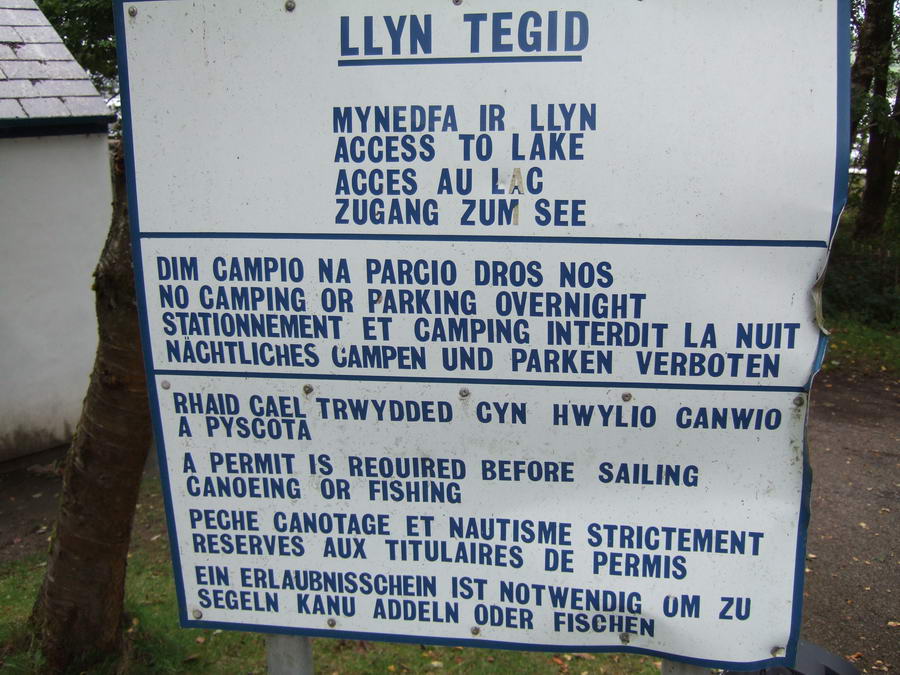 LLYN TEGID
MYNEDFA IR LLYN
ACCESS TO LAKE
ACCES AU LAC
ZUGANG ZUM SEE
DIM CAMPIO NA PARCIO DROS NOS
NO CAMPING OR PARKING OVERNIGHT
STATIONNEMENT ET CAMPING INTERDIT LA NUIT
NÄCHTLICHES CAMPEN UND PARKEN VERBOTEN
RHAID CAEL TRWYDDED CYN HWYLIO CANWIO
A PYSCOTA
A PERMIT IS REQUIRED BEFORE SAILING
CANOEING OR FISHING
PECHE CANOTAGE ET NAUTISME STRICTEMENT
RESERVES AUX TITULAIRES DE PERMIS
EIN ERLAUBNISSCHEIN IST NOTWENDIG OM ZU
SEGELN KANU ADDELN ODER FISCHEN